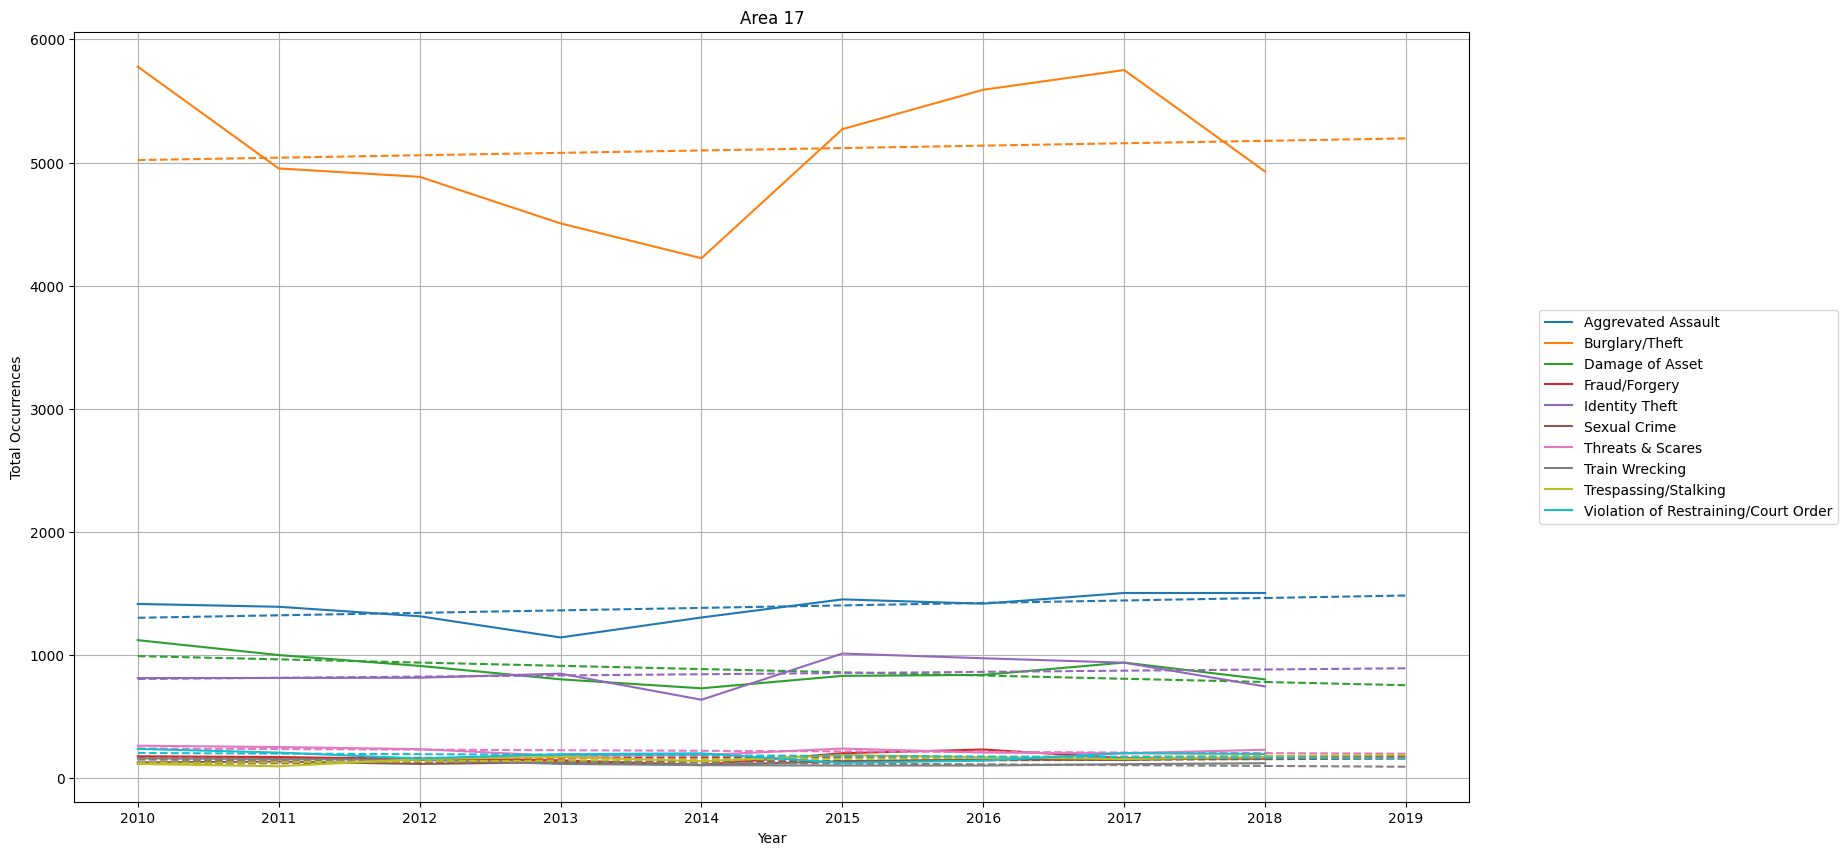 Area 17
6000
5000
4000
3000
2000
1000
0
Total Occurrences
2010 2011 2012 2013 2014 2015 2016 2017 2018 2019
Year
Aggrevated Assault
Burglary/Theft
Damage of Asset
Fraud/Forgery
Identity Theft
Sexual Crime
Threats & Scares
Train Wrecking
Trespassing/Stalking
Violation of Restraining/Court Order